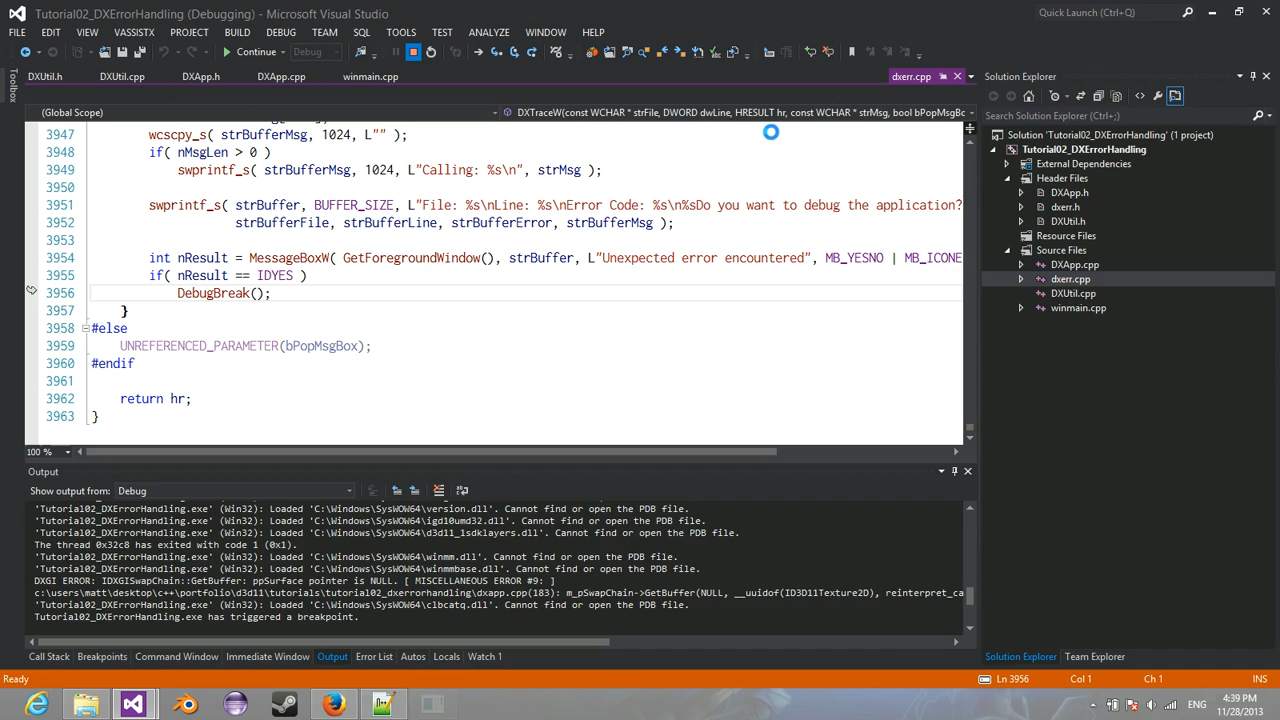 Tutorial02_DXErrorHandling (Debugging) - Microsoft Visual Studio
Quick Launch (Ctrl+Q)
FILE EDIT VIEW VASSISTX PROJECT BUILD DEBUG TEAM SQL TOOLS TEST ANALYZE WINDOW HELP
Continue Debug
Toolbox
DXUtil.h DXUtil.cpp DXApp.h DXApp.cpp winmain.cpp dxerr.cpp
(Global Scope) DXTraceW(const WCHAR * strFile, DWORD dwLine, HRESULT hr, const WCHAR * strMsg, bool bPopMsgBo
3947 wcscpy_s( strBufferMsg, 1024, L"" );
3948 if( nMsgLen > 0 )
3949 swprintf_s( strBufferMsg, 1024, L"Calling: %s\n", strMsg );
3950
3951 swprintf_s( strBuffer, BUFFER_SIZE, L"File: %s\nLine: %s\nError Code: %s\n%sDo you want to debug the application?
3952 strBufferFile, strBufferLine, strBufferError, strBufferMsg );
3953
3954 int nResult = MessageBoxW( GetForegroundWindow(), strBuffer, L"Unexpected error encountered", MB_YESNO | MB_ICONE
3955 if( nResult == IDYES )
3956 DebugBreak();
3957 }
3958 #else
3959 UNREFERENCED_PARAMETER(bPopMsgBox);
3960 #endif
3961
3962 return hr;
3963 }
100 %
Output
Show output from: Debug
'Tutorial02_DXErrorHandling.exe' (Win32): Loaded 'C:\Windows\SysWOW64\version.dll'. Cannot find or open the PDB file.
'Tutorial02_DXErrorHandling.exe' (Win32): Loaded 'C:\Windows\SysWOW64\igd10umd32.dll'. Cannot find or open the PDB file.
'Tutorial02_DXErrorHandling.exe' (Win32): Loaded 'C:\Windows\SysWOW64\d3d11_1sdklayers.dll'. Cannot find or open the PDB file.
The thread 0x32c8 has exited with code 1 (0x1).
'Tutorial02_DXErrorHandling.exe' (Win32): Loaded 'C:\Windows\SysWOW64\winmm.dll'. Cannot find or open the PDB file.
'Tutorial02_DXErrorHandling.exe' (Win32): Loaded 'C:\Windows\SysWOW64\winmmbase.dll'. Cannot find or open the PDB file.
DXGI ERROR: IDXGISwapChain::GetBuffer: ppSurface pointer is NULL. [ MISCELLANEOUS ERROR #9: ]
c:\users\matt\desktop\c++\portfolio\d3d11\tutorials\tutorial02_dxerrorhandling\dxapp.cpp(183): m_pSwapChain->GetBuffer(NULL, __uuidof(ID3D11Texture2D), reinterpret_ca
'Tutorial02_DXErrorHandling.exe' (Win32): Loaded 'C:\Windows\SysWOW64\clbcatq.dll'. Cannot find or open the PDB file.
Tutorial02_DXErrorHandling.exe has triggered a breakpoint.
Call Stack Breakpoints Command Window Immediate Window Output Error List Autos Locals Watch 1
Solution Explorer
Search Solution Explorer (Ctrl+;)
Solution 'Tutorial02_DXErrorHandling' (1 project)
Tutorial02_DXErrorHandling
External Dependencies
Header Files
DXApp.h
dxerr.h
DXUtil.h
Resource Files
Source Files
DXApp.cpp
dxerr.cpp
DXUtil.cpp
winmain.cpp
Solution Explorer Team Explorer
Ready Ln 3956 Col 1 Ch 1 INS
ENG 4:39 PM
11/28/2013